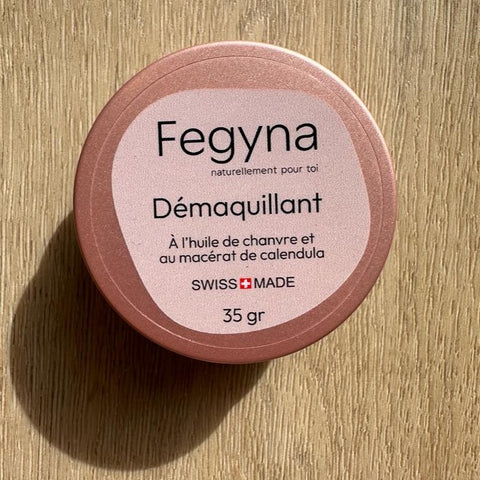 Fegyna
naturellement pour toi
Démaquillant
À l'huile de chanvre et
au macérat de calendula
SWISS MADE
35 gr